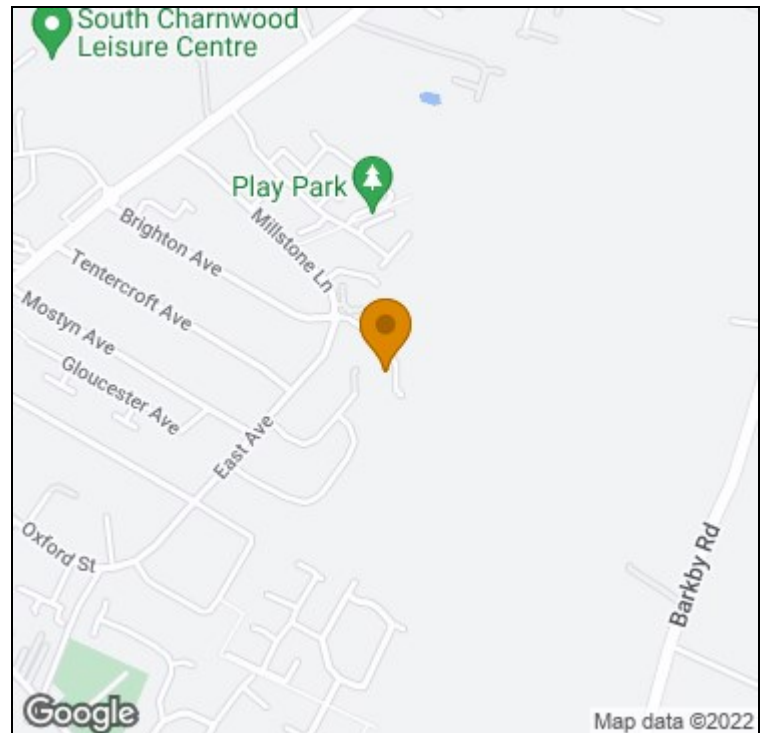 South Charnwood
Leisure Centre
Play Park
Brighton Ave
Millstone Ln
Tentercroft Ave
Mostyn Ave
Gloucester Ave
East Ave
Oxford St
Barkby Rd
Google
Map data ©2022